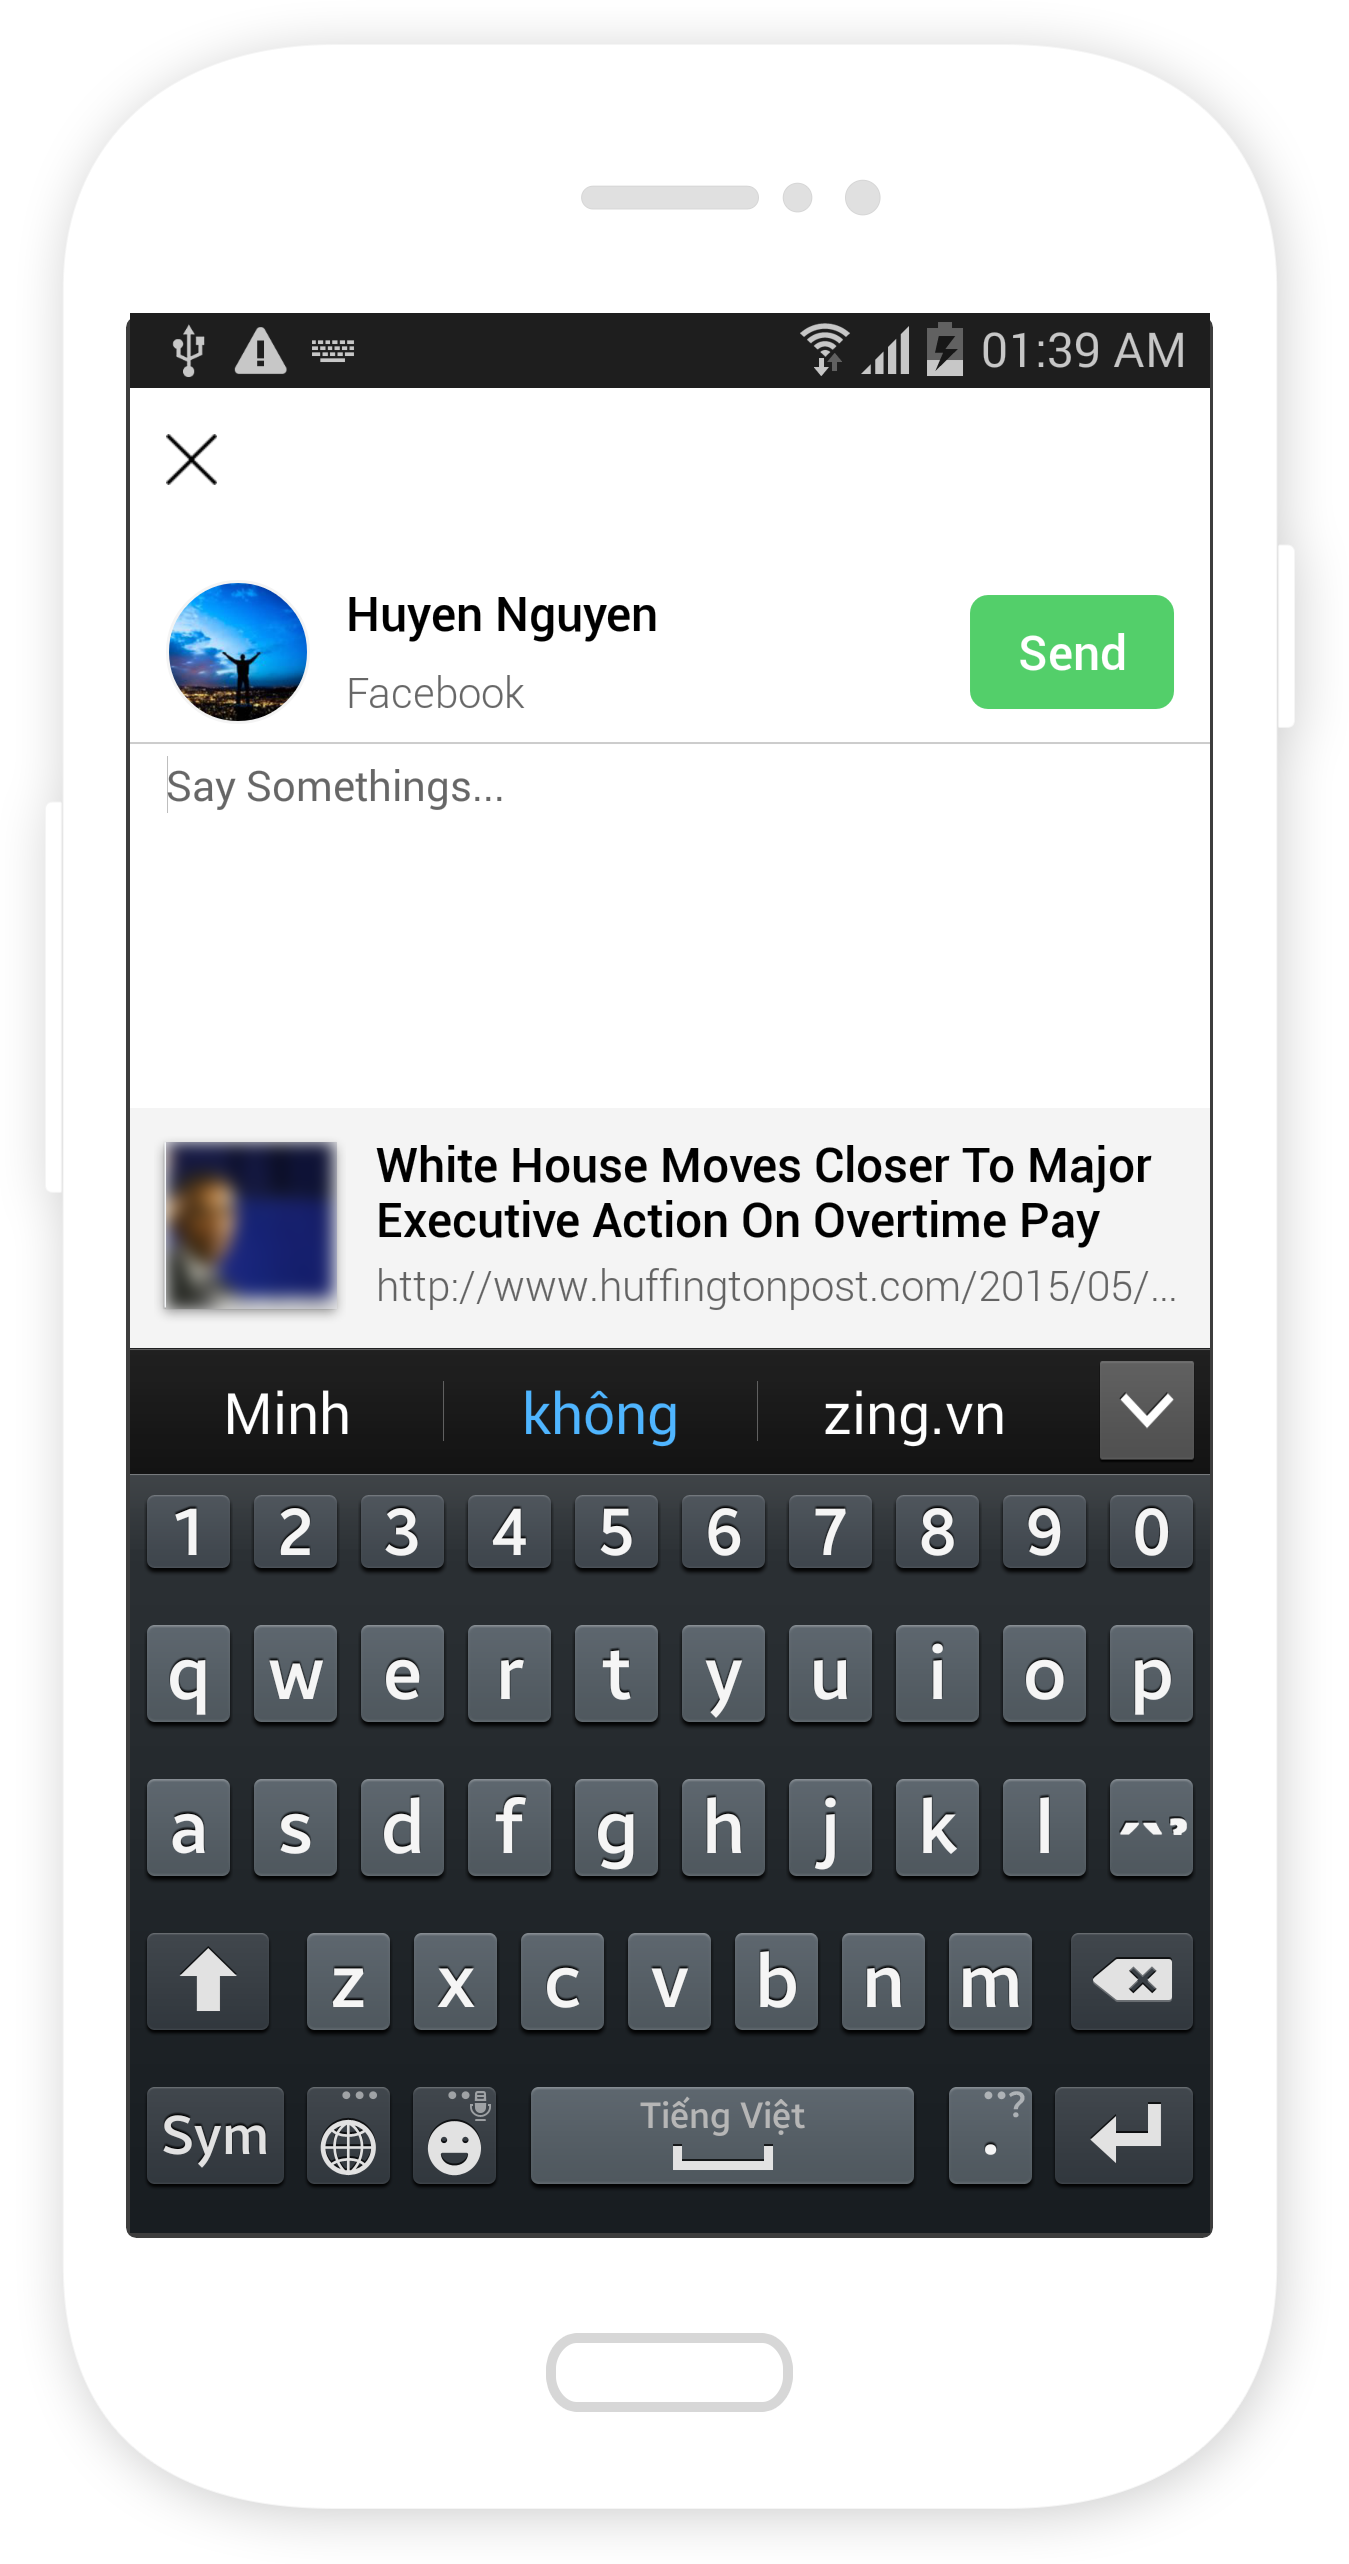 01:39 AM
Huyen Nguyen
Facebook
Send
Say Somethings...
White House Moves Closer To Major
Executive Action On Overtime Pay
http://www.huffingtonpost.com/2015/05/...
Minh không zing.vn
1 2 3 4 5 6 7 8 9 0
q w e r t y u i o p
a s d f g h j k l
z x c v b n m
Sym Tiếng Việt . ?